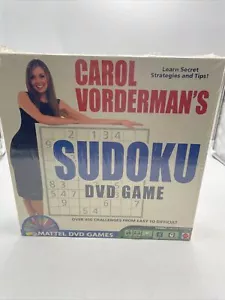 Learn Secret
Strategies and Tips!
CAROL
VORDERMAN'S
SUDOKU
DVD GAME
OVER 500 CHALLENGES FROM EASY TO DIFFICULT
MATTEL DVD GAMES